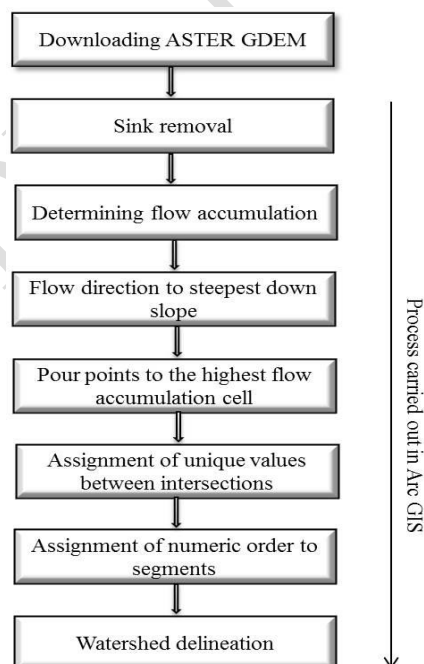 Downloading ASTER GDEM
Sink removal
Determining flow accumulation
Flow direction to steepest down
slope
Pour points to the highest flow
accumulation cell
Assignment of unique values
between intersections
Assignment of numeric order to
segments
Watershed delineation
Process carried out in Arc GIS